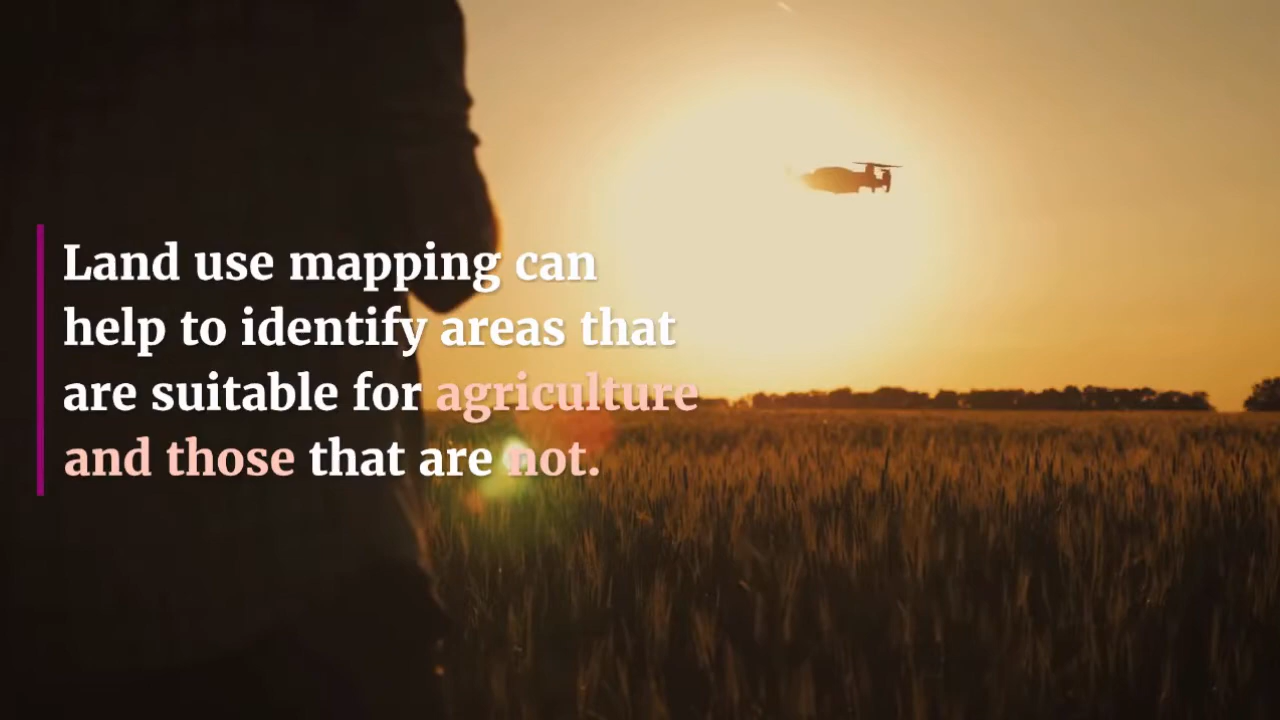 Land use mapping can
help to identify areas that
are suitable for agriculture
and those that are not.